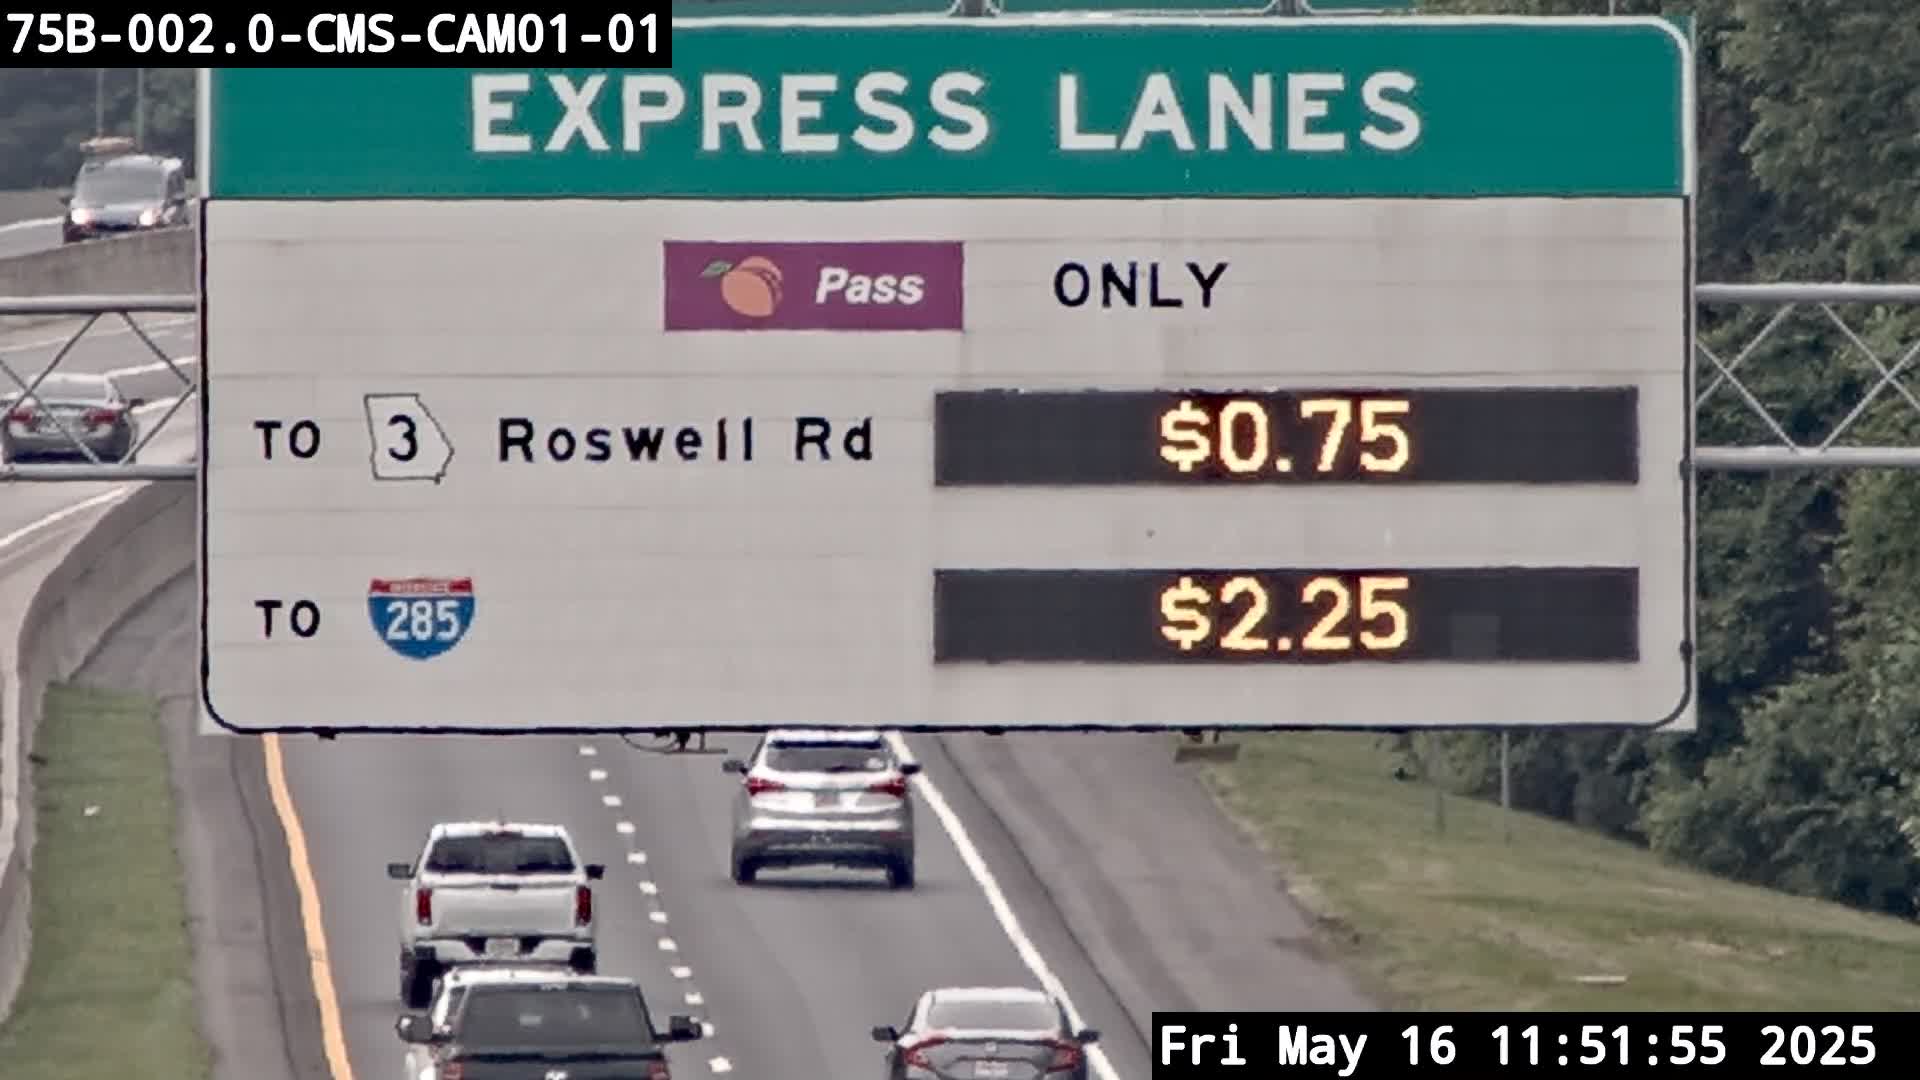 75B-002.0-CMS-CAM01-01
EXPRESS LANES
Pass ONLY
TO 3 Roswell Rd $0.75
TO INTERSTATE 285 $2.25
Fri May 16 11:51:55 2025